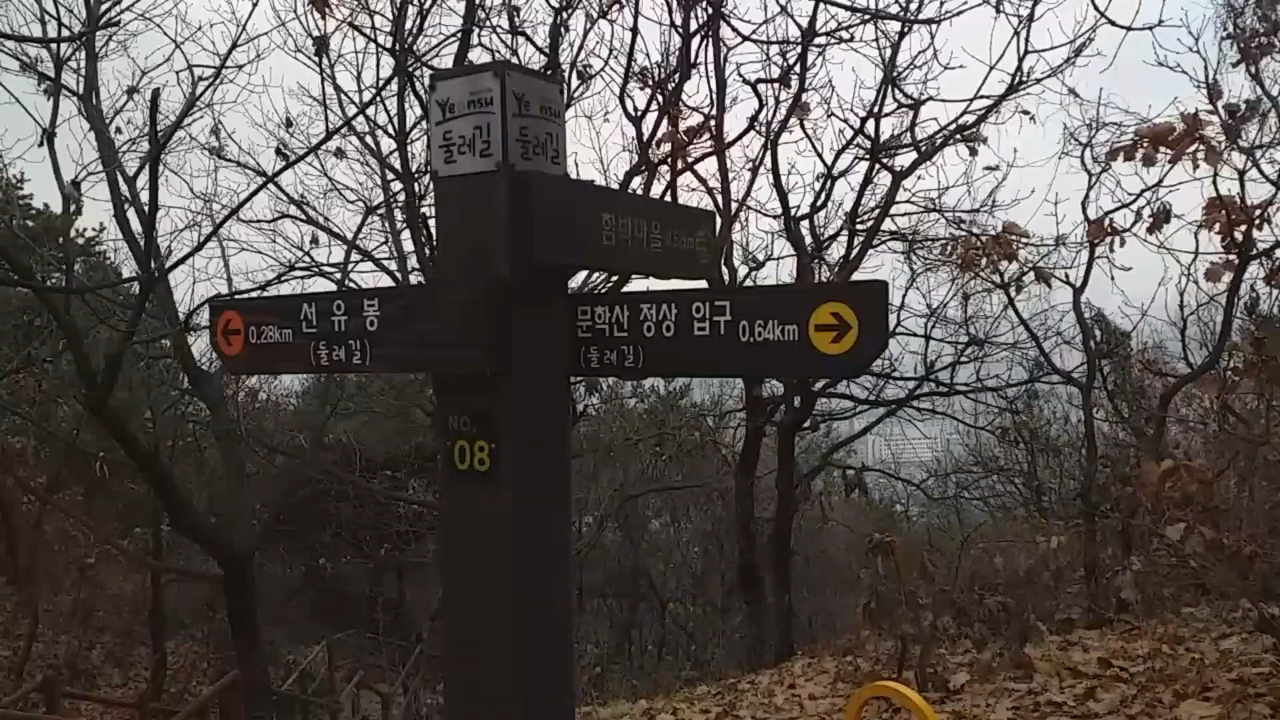 Yeonsu
둘레길
Yeonsu
둘레길
함박마을
0.28km 선유봉
(둘레길)
문학산 정상 입구 0.64km
(둘레길)
NO.
08